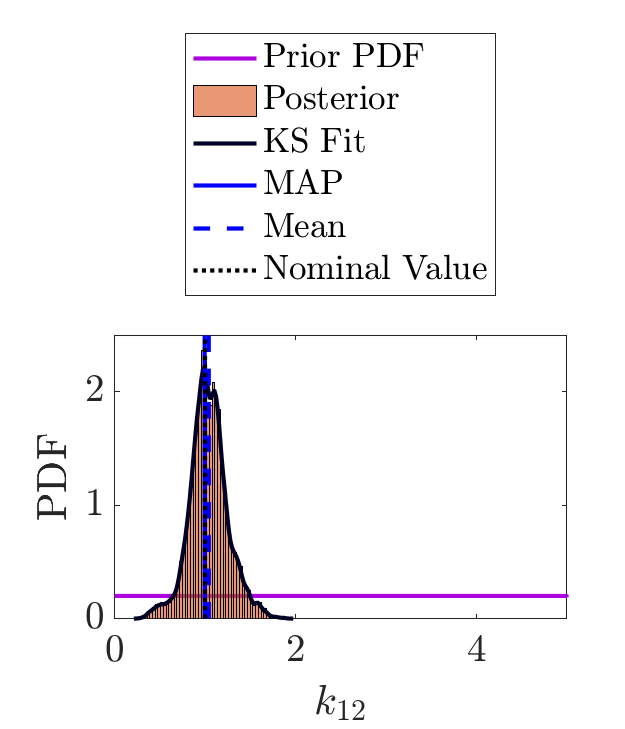 Prior PDF
Posterior
KS Fit
MAP
Mean
Nominal Value
PDF
2
1
0
0 2 4
k₁₂